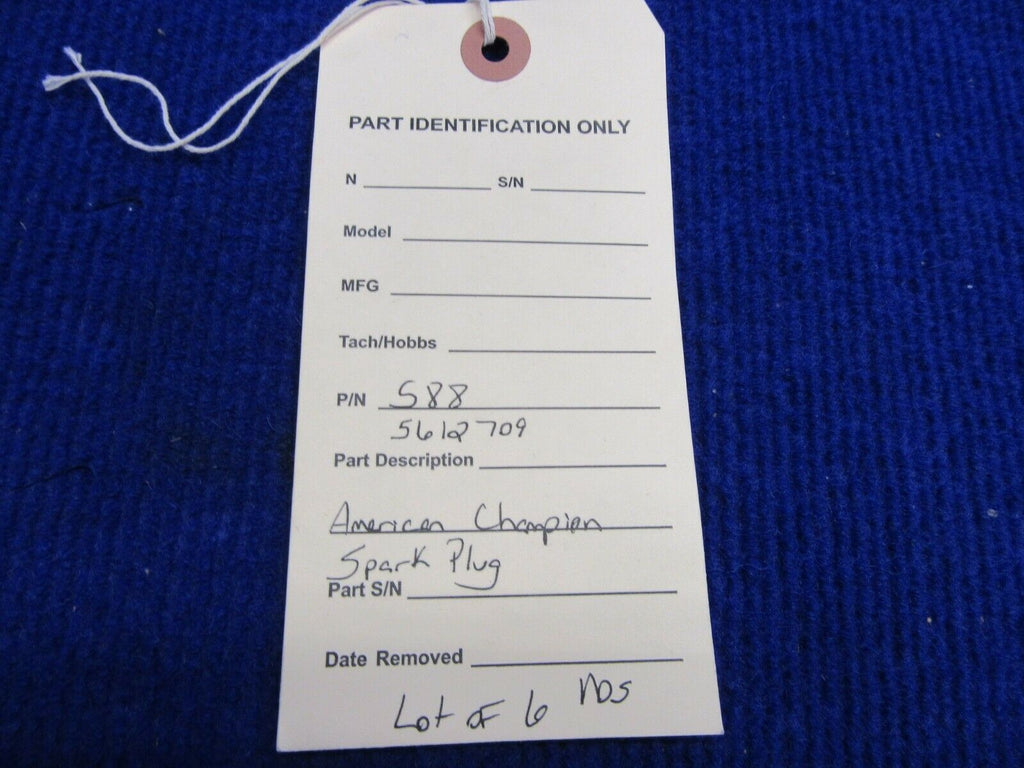 PART IDENTIFICATION ONLY
N S/N
Model
MFG
Tach/Hobbs
P/N S88
5612709
Part Description
American Champion
Spark Plug
Part S/N
Date Removed
Lot of 6 NOS